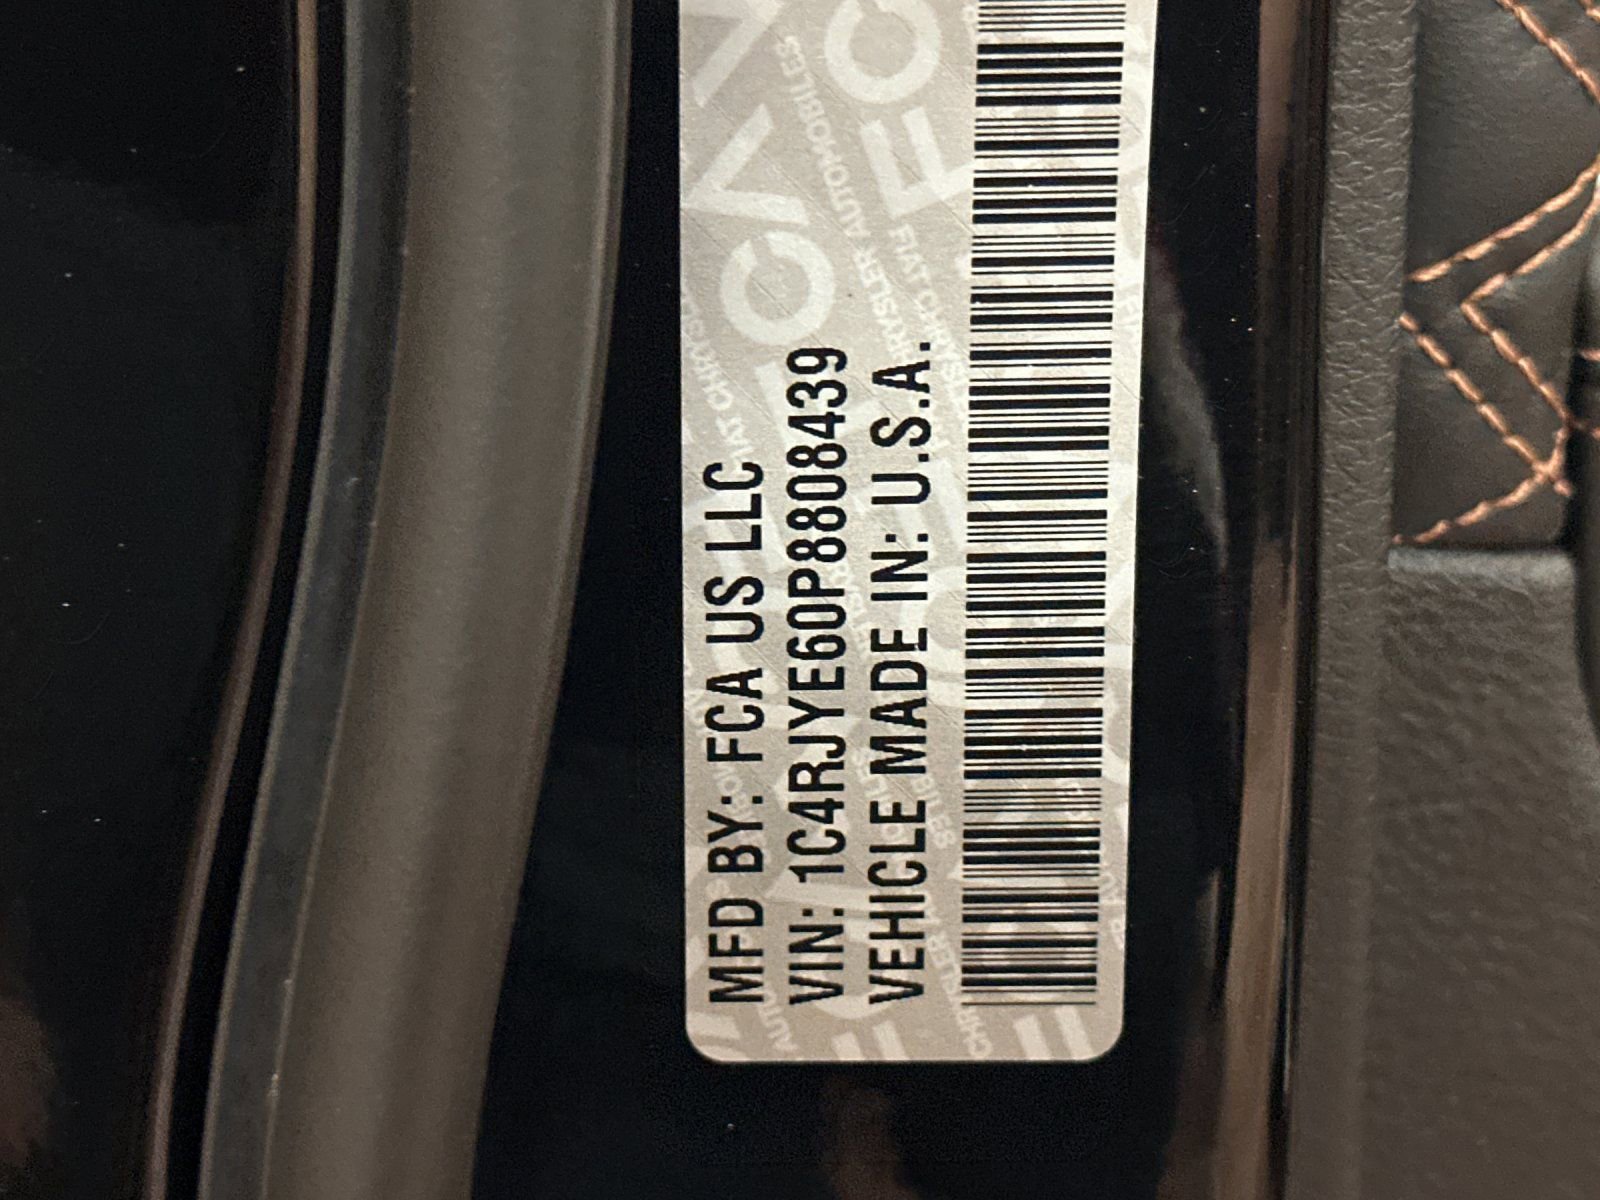 MFD BY: FCA US LLC
VIN: 1C4RJYE60P8808439
VEHICLE MADE IN: U.S.A.